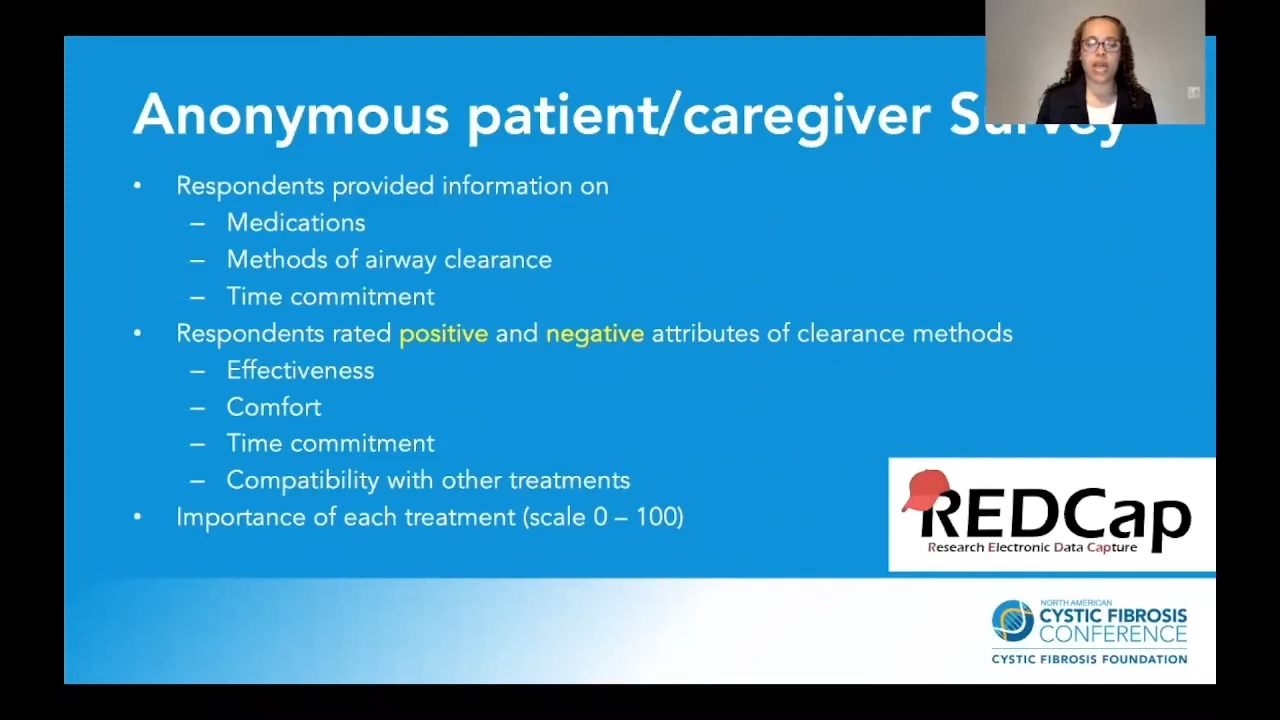 Anonymous patient/caregiver Survey
• Respondents provided information on
– Medications
– Methods of airway clearance
– Time commitment
• Respondents rated positive and negative attributes of clearance methods
– Effectiveness
– Comfort
– Time commitment
– Compatibility with other treatments
• Importance of each treatment (scale 0 – 100)
REDCap
Research Electronic Data Capture
NORTH AMERICAN
CYSTIC FIBROSIS
CONFERENCE
CYSTIC FIBROSIS FOUNDATION